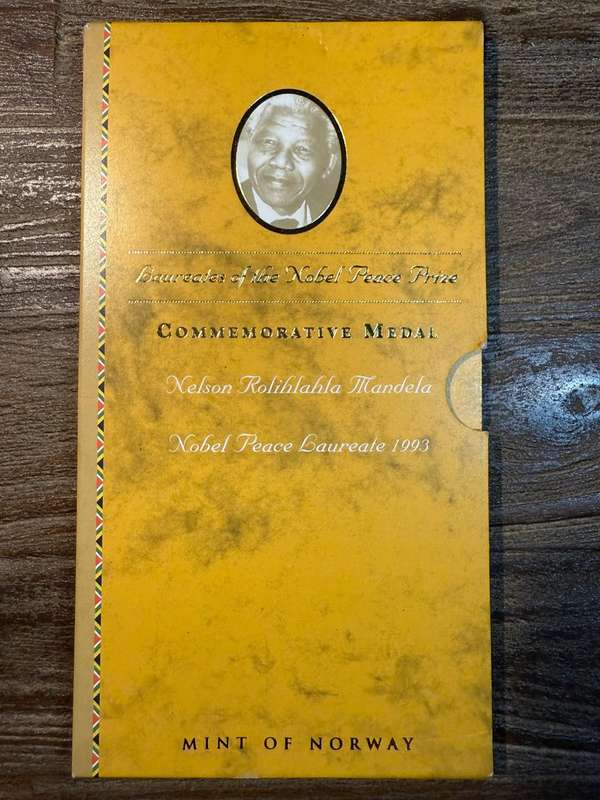 Laureates of the Nobel Peace Prize
COMMEMORATIVE MEDAL
Nelson Rolihlahla Mandela
Nobel Peace Laureate 1993
MINT OF NORWAY